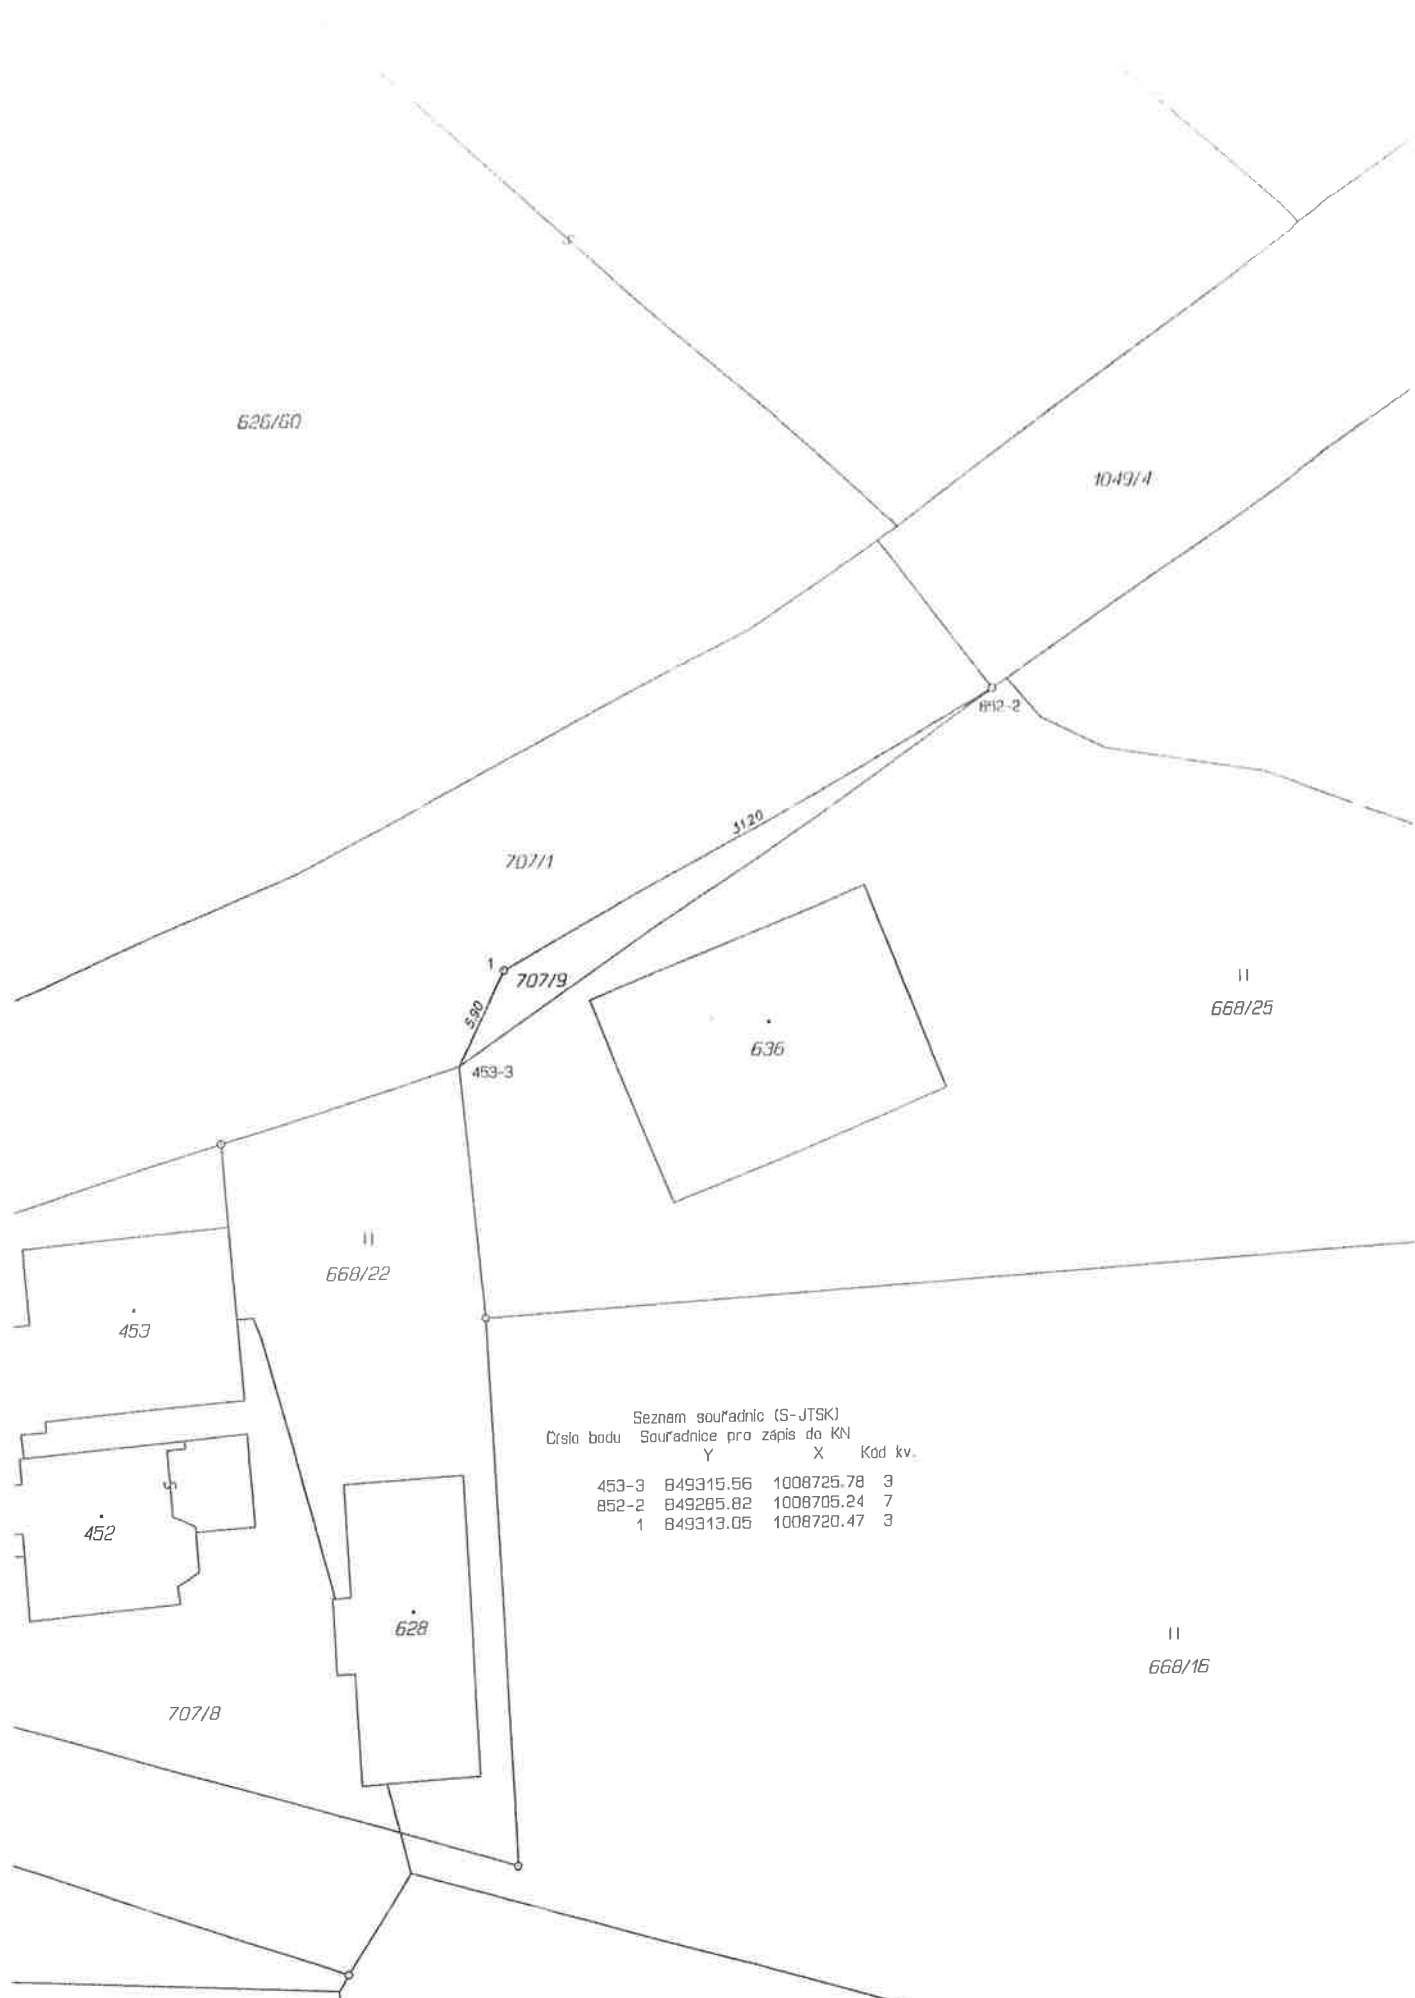 S
626/60
1049/4
852-2
31.20
707/1
1
707/9
5.90
453-3
636
668/25
668/22
453
Seznam souřadnic (S-JTSK)
Číslo bodu Souřadnice pro zápis do KN
Y X Kód kv.
453-3 849315.56 1008725.78 3
852-2 849285.82 1008705.24 7
1 849313.05 1008720.47 3
S
452
628
668/16
707/8